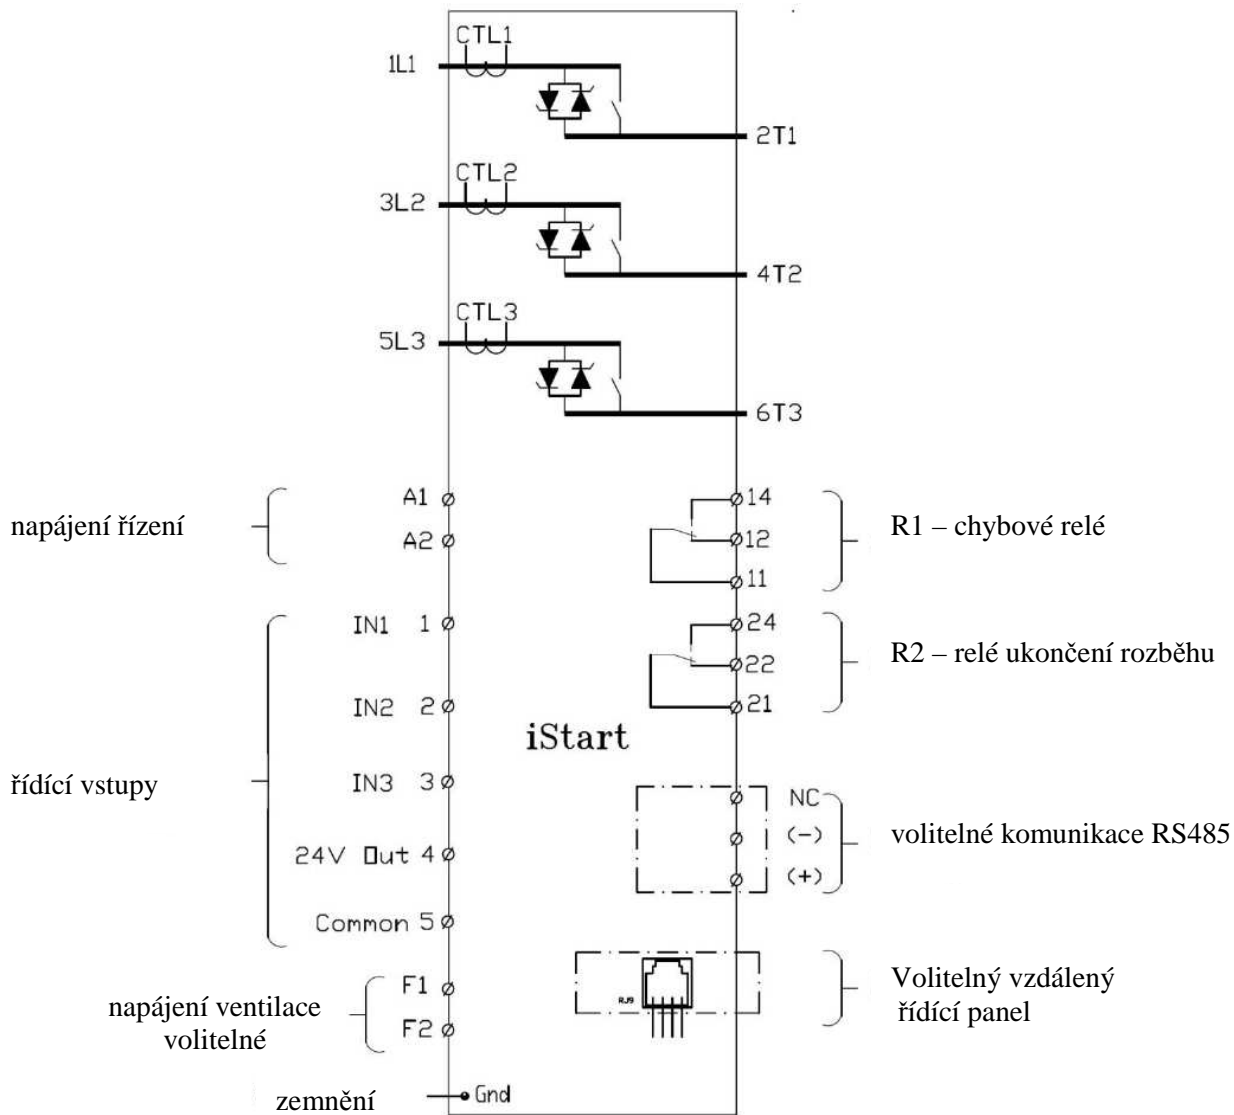 CTL1
1L1
2T1
CTL2
3L2
4T2
CTL3
5L3
6T3
napájení řízení
A1
A2
14
12
11
R1 – chybové relé
řídící vstupy
IN1 1
IN2 2
IN3 3
24V Out 4
Common 5
24
22
21
R2 – relé ukončení rozběhu
iStart
NC
(-)
(+)
volitelné komunikace RS485
napájení ventilace
volitelné
F1
F2
RJ9
Volitelný vzdálený
řídící panel
zemnění
Gnd